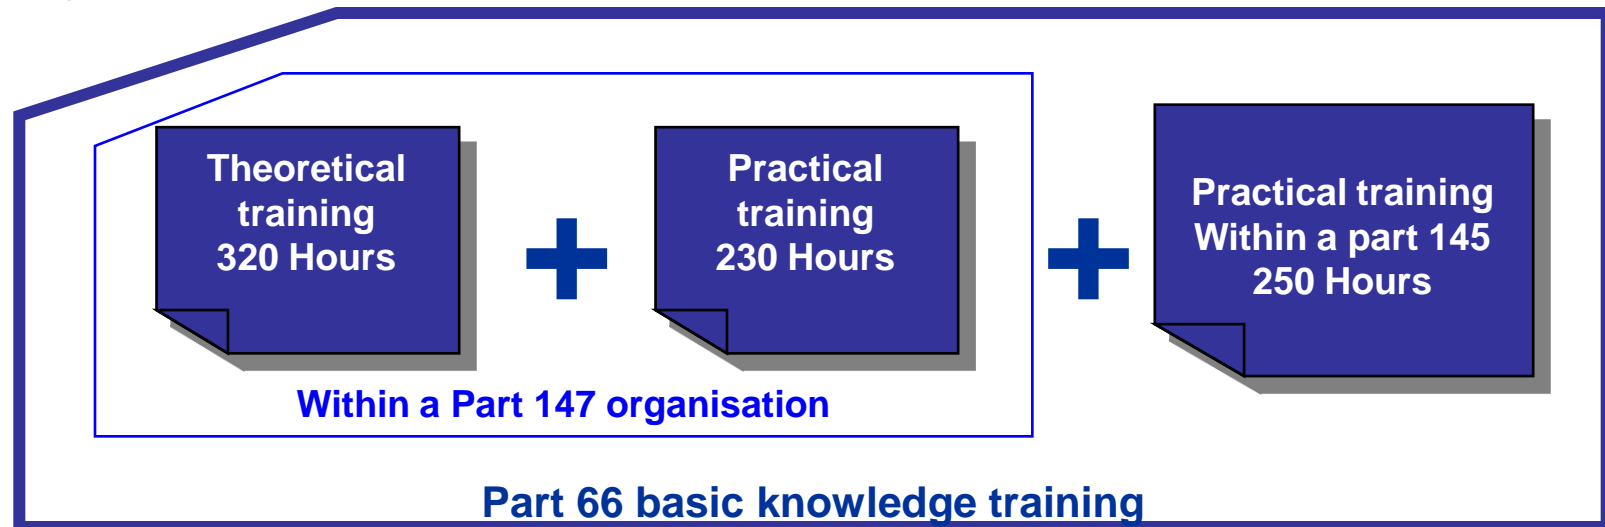 Theoretical
training
320 Hours
Practical
training
230 Hours
Practical training
Within a part 145
250 Hours
Within a Part 147 organisation
Part 66 basic knowledge training